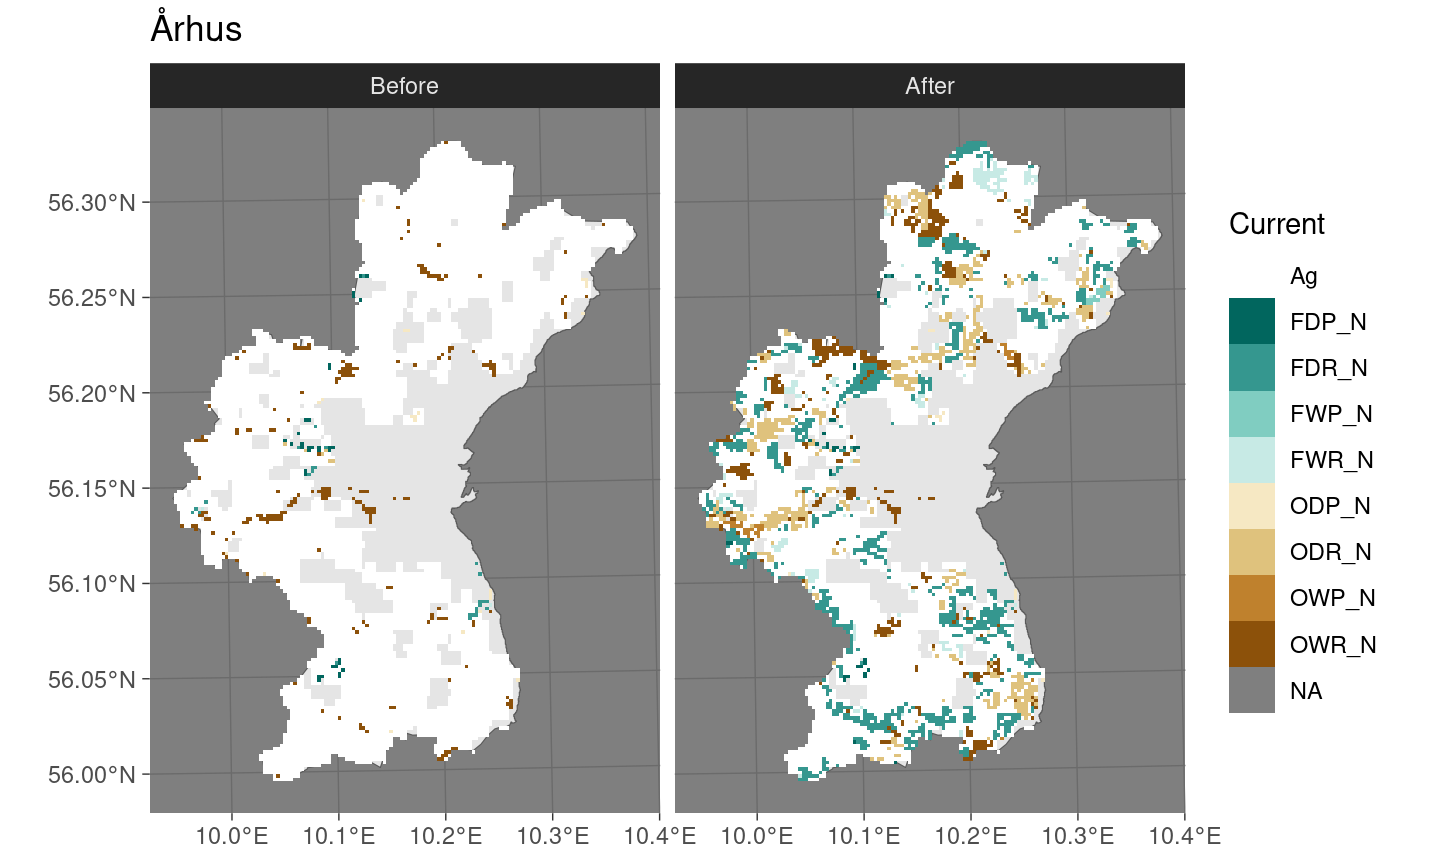 Århus
Before
After
56.30°N
56.25°N
56.20°N
56.15°N
56.10°N
56.05°N
56.00°N
10.0°E
10.1°E
10.2°E
10.3°E
10.4°E
10.0°E
10.1°E
10.2°E
10.3°E
10.4°E
Current
Ag
FDP_N
FDR_N
FWP_N
FWR_N
ODP_N
ODR_N
OWP_N
OWR_N
NA